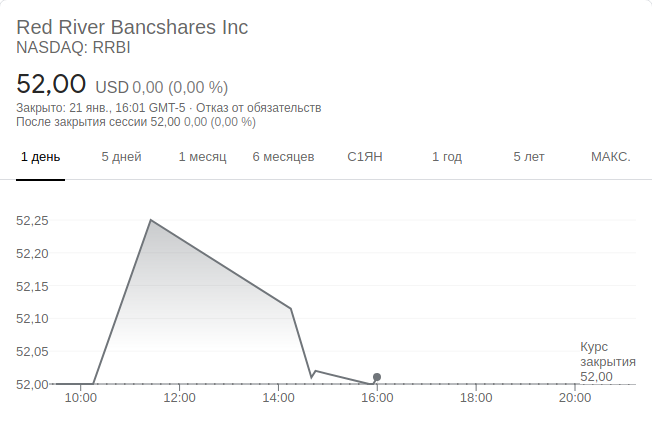 Red River Bancshares Inc
NASDAQ: RRBI
52,00 USD 0,00 (0,00 %)
Закрыто: 21 янв., 16:01 GMT-5 · Отказ от обязательств
После закрытия сессии 52,00 0,00 (0,00 %)
1 день 5 дней 1 месяц 6 месяцев С1ЯН 1 год 5 лет МАКС.
52,25
52,20
52,15
52,10
52,05
52,00
Курс
закрытия
52,00
10:00 12:00 14:00 16:00 18:00 20:00